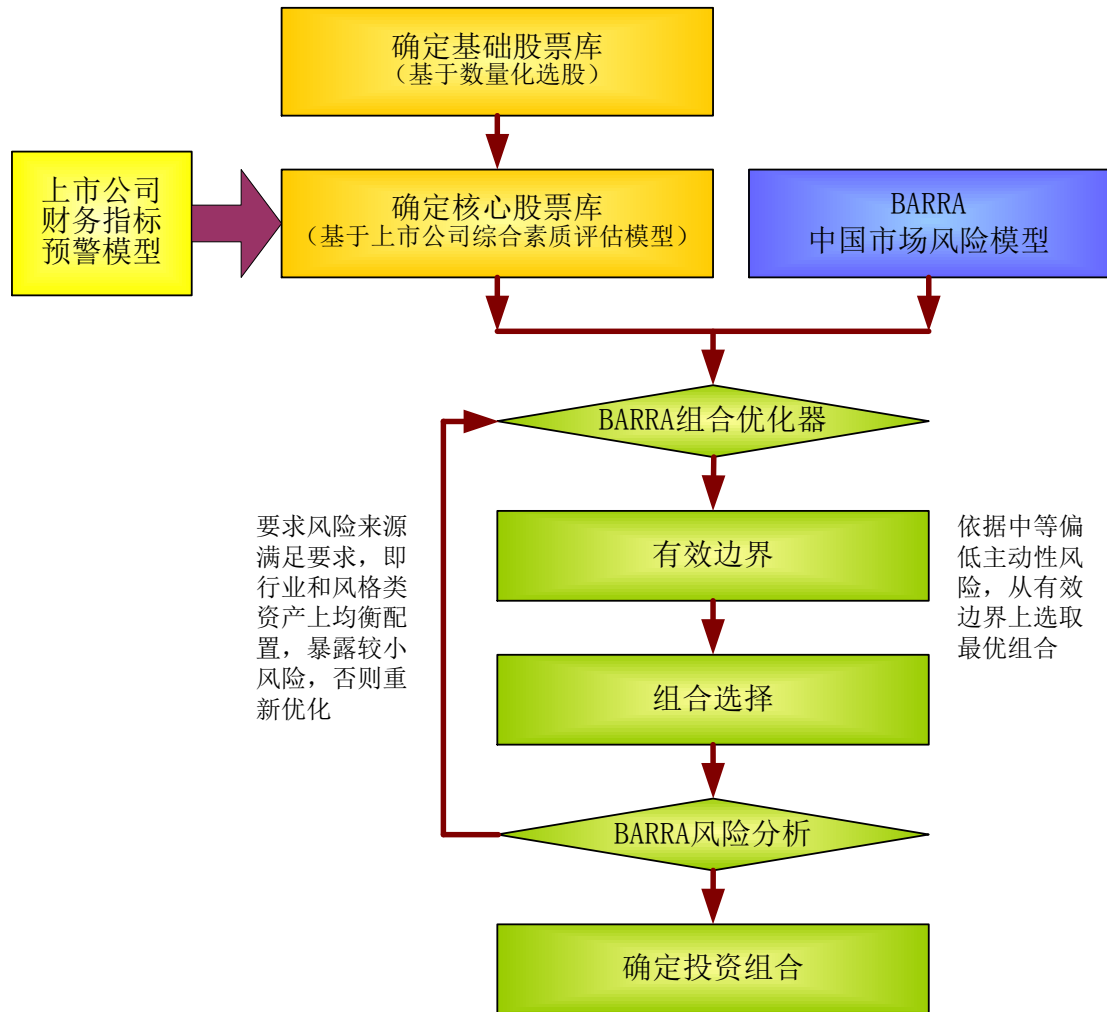 确定基础股票库
（基于数量化选股）
上市公司
财务指标
预警模型
确定核心股票库
（基于上市公司综合素质评估模型）
BARRA
中国市场风险模型
BARRA组合优化器
要求风险来源
满足要求，即
行业和风格类
资产上均衡配
置，暴露较小
风险，否则重
新优化
有效边界
依据中等偏
低主动性风
险，从有效
边界上选取
最优组合
组合选择
BARRA风险分析
确定投资组合